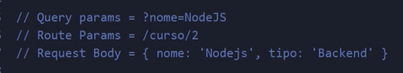 // Query params = ?nome=NodeJS
// Route Params = /curso/2
// Request Body = { nome: 'Nodejs', tipo: 'Backend' }